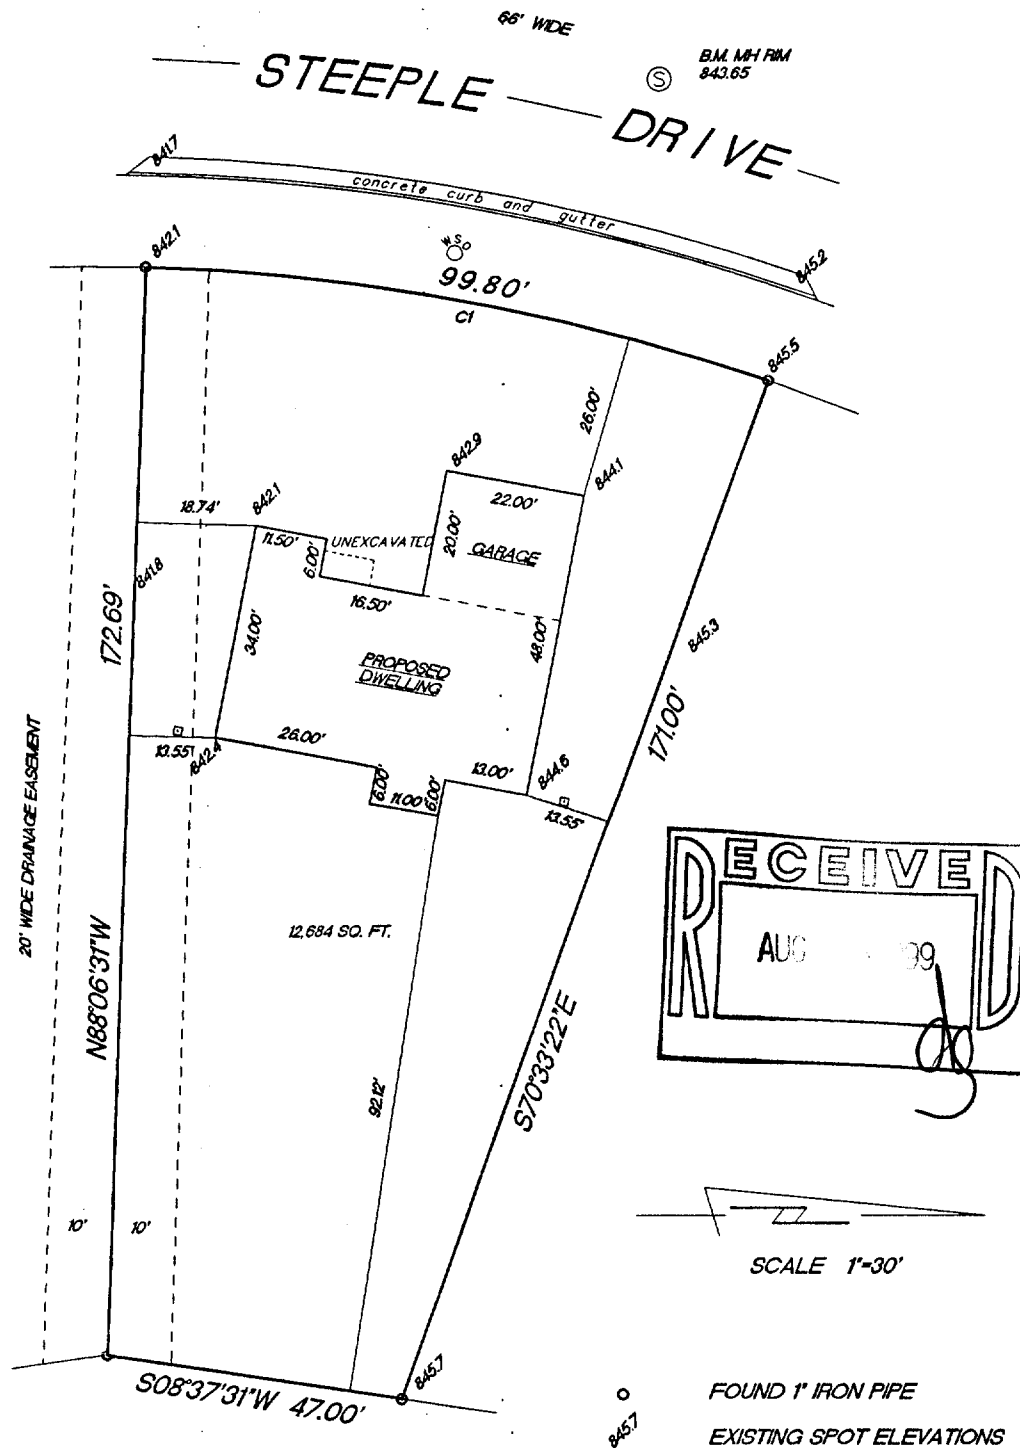 66' WIDE
B.M. MH RIM
843.65
S
STEEPLE DRIVE
841.7
concrete curb and gutter
845.2
842.1
WSO
99.80'
C1
845.5
26.00'
842.9
844.1
22.00'
18.74'
842.1
11.50'
UNEXCAVATED
20.00'
GARAGE
6.00'
841.8
16.50'
172.69'
34.00'
48.00'
845.3
PROPOSED
DWELLING
171.00'
26.00'
13.55'
842.4
6.00'
11.00'
6.00'
13.00'
844.6
13.55'
20' WIDE DRAINAGE EASEMENT
RECEIVED
AUG 99
12,684 SQ. FT.
N88°06'31"W
S70°33'22"E
92.12'
10'
10'
SCALE 1"=30'
845.7
S08°37'31"W 47.00'
FOUND 1" IRON PIPE
845.7
EXISTING SPOT ELEVATIONS